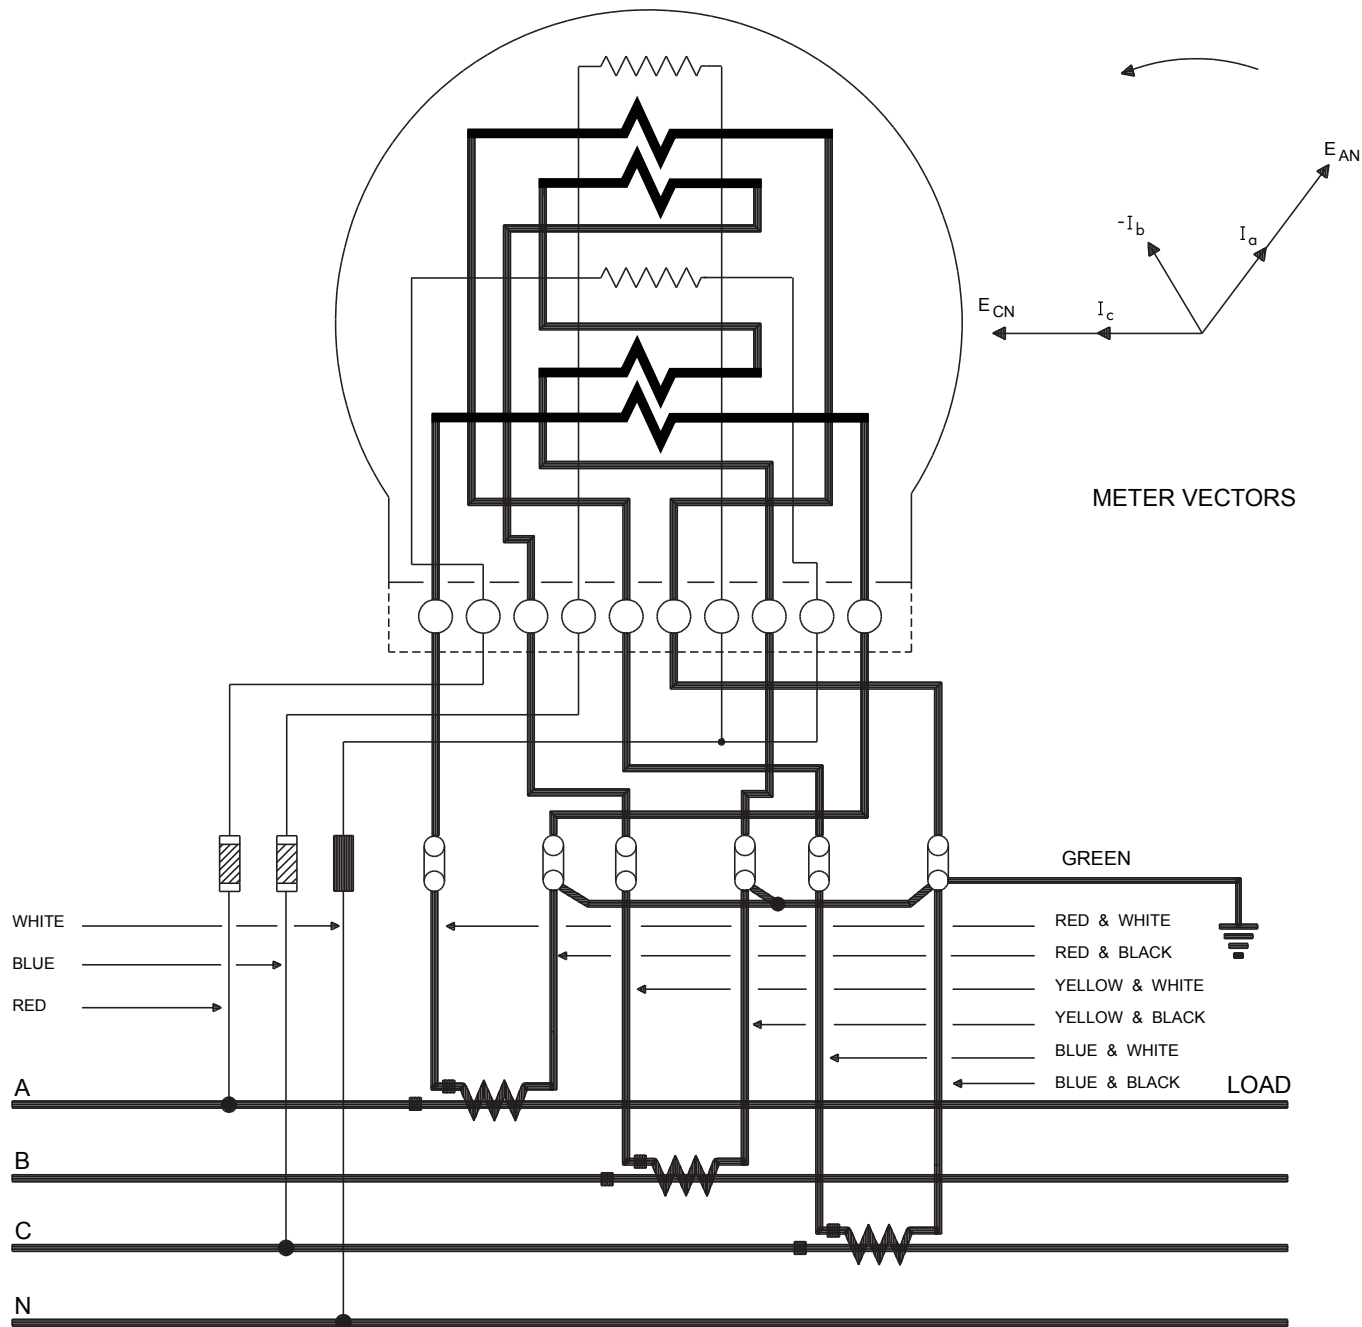 E AN
-I b
I a
E CN
I c
METER VECTORS
GREEN
WHITE
RED & WHITE
RED & BLACK
BLUE
YELLOW & WHITE
RED
YELLOW & BLACK
BLUE & WHITE
BLUE & BLACK
A
LOAD
B
C
N